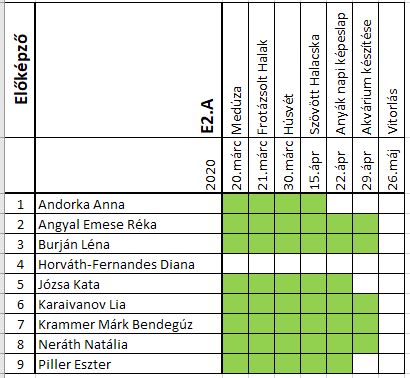 Előképző
E2.A
2020
Medúza
Frotázsolt Halak
Húsvét
Szövött Halacska
Anyák napi képeslap
Akvárium készítése
Vitorlás
20.márc
21.márc
30.márc
15.ápr
22.ápr
29.ápr
26.máj
1 Andorka Anna
2 Angyal Emese Réka
3 Burján Léna
4 Horváth-Fernandes Diana
5 Józsa Kata
6 Karaivanov Lia
7 Krammer Márk Bendegúz
8 Neráth Natália
9 Piller Eszter